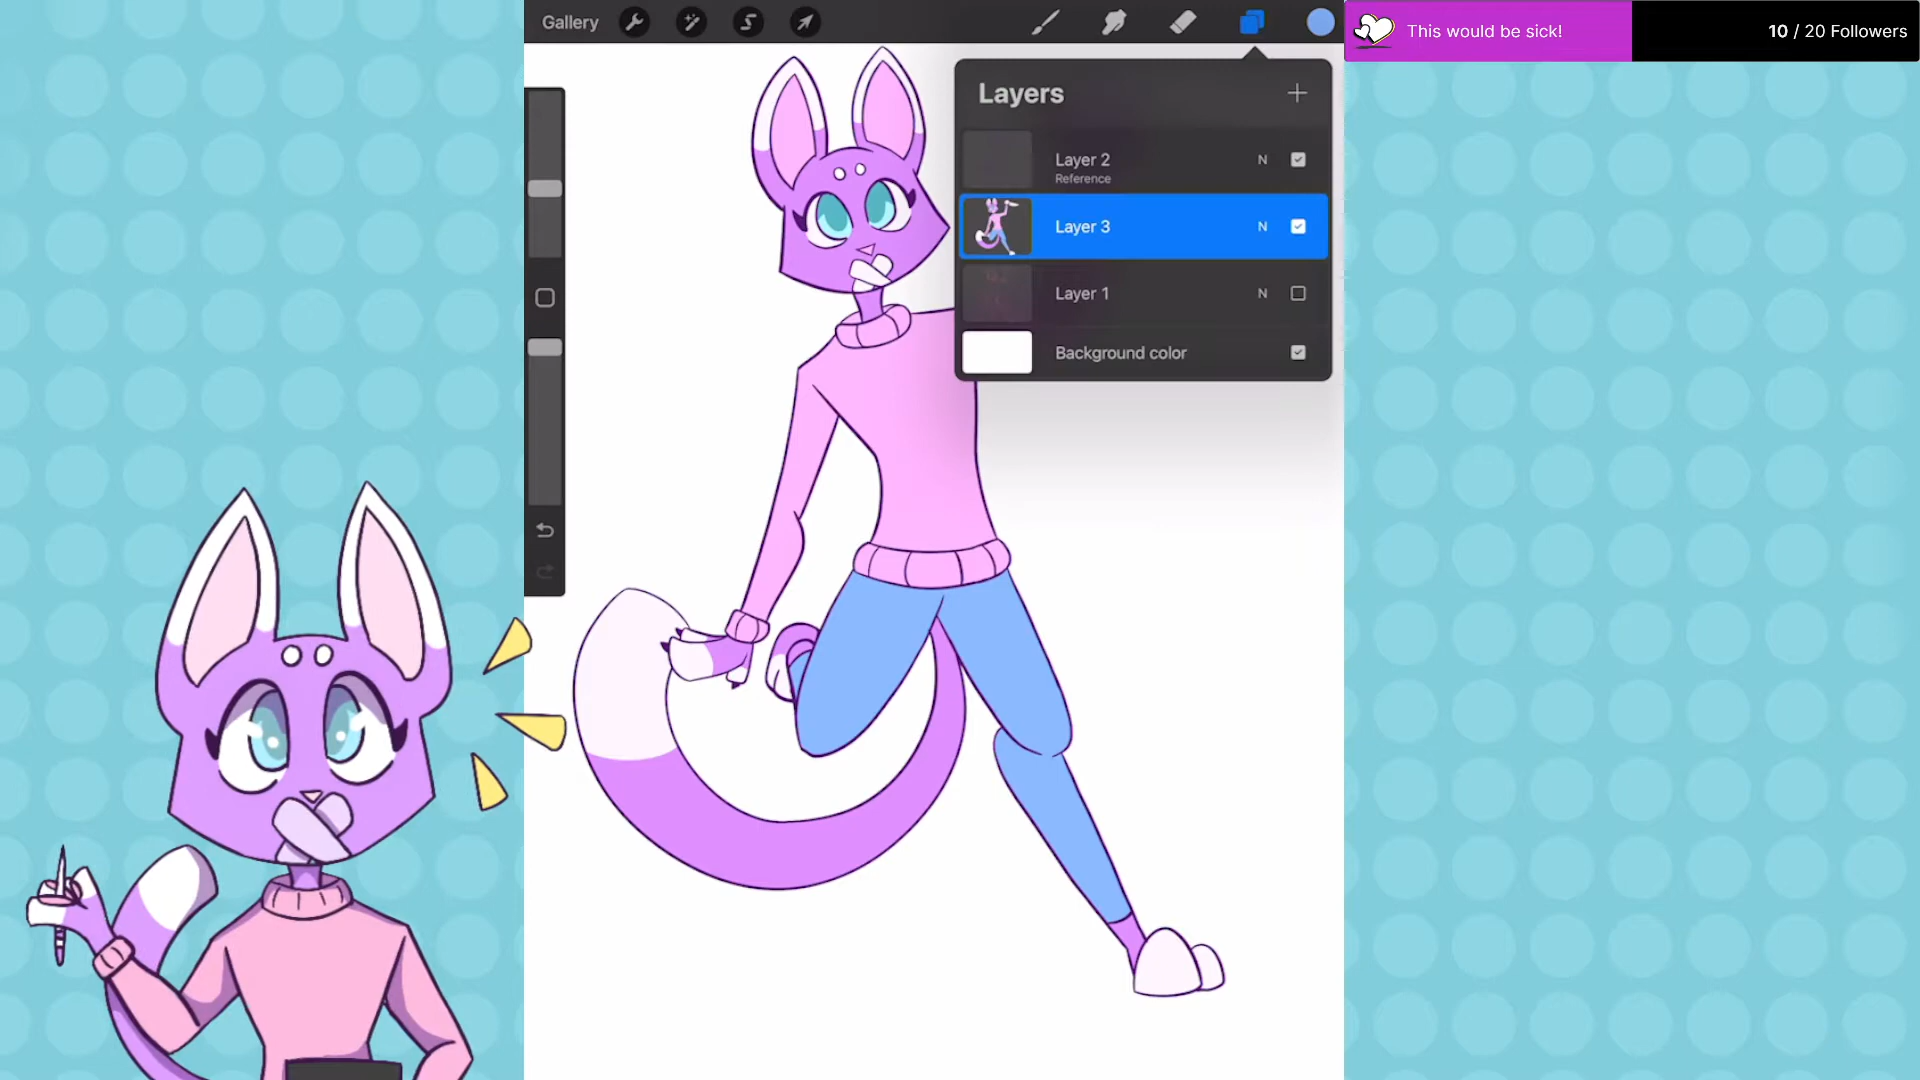 Gallery
This would be sick!
10 / 20 Followers
Layers
Layer 2
N
Reference
Layer 3
N
Layer 1
N
Background color